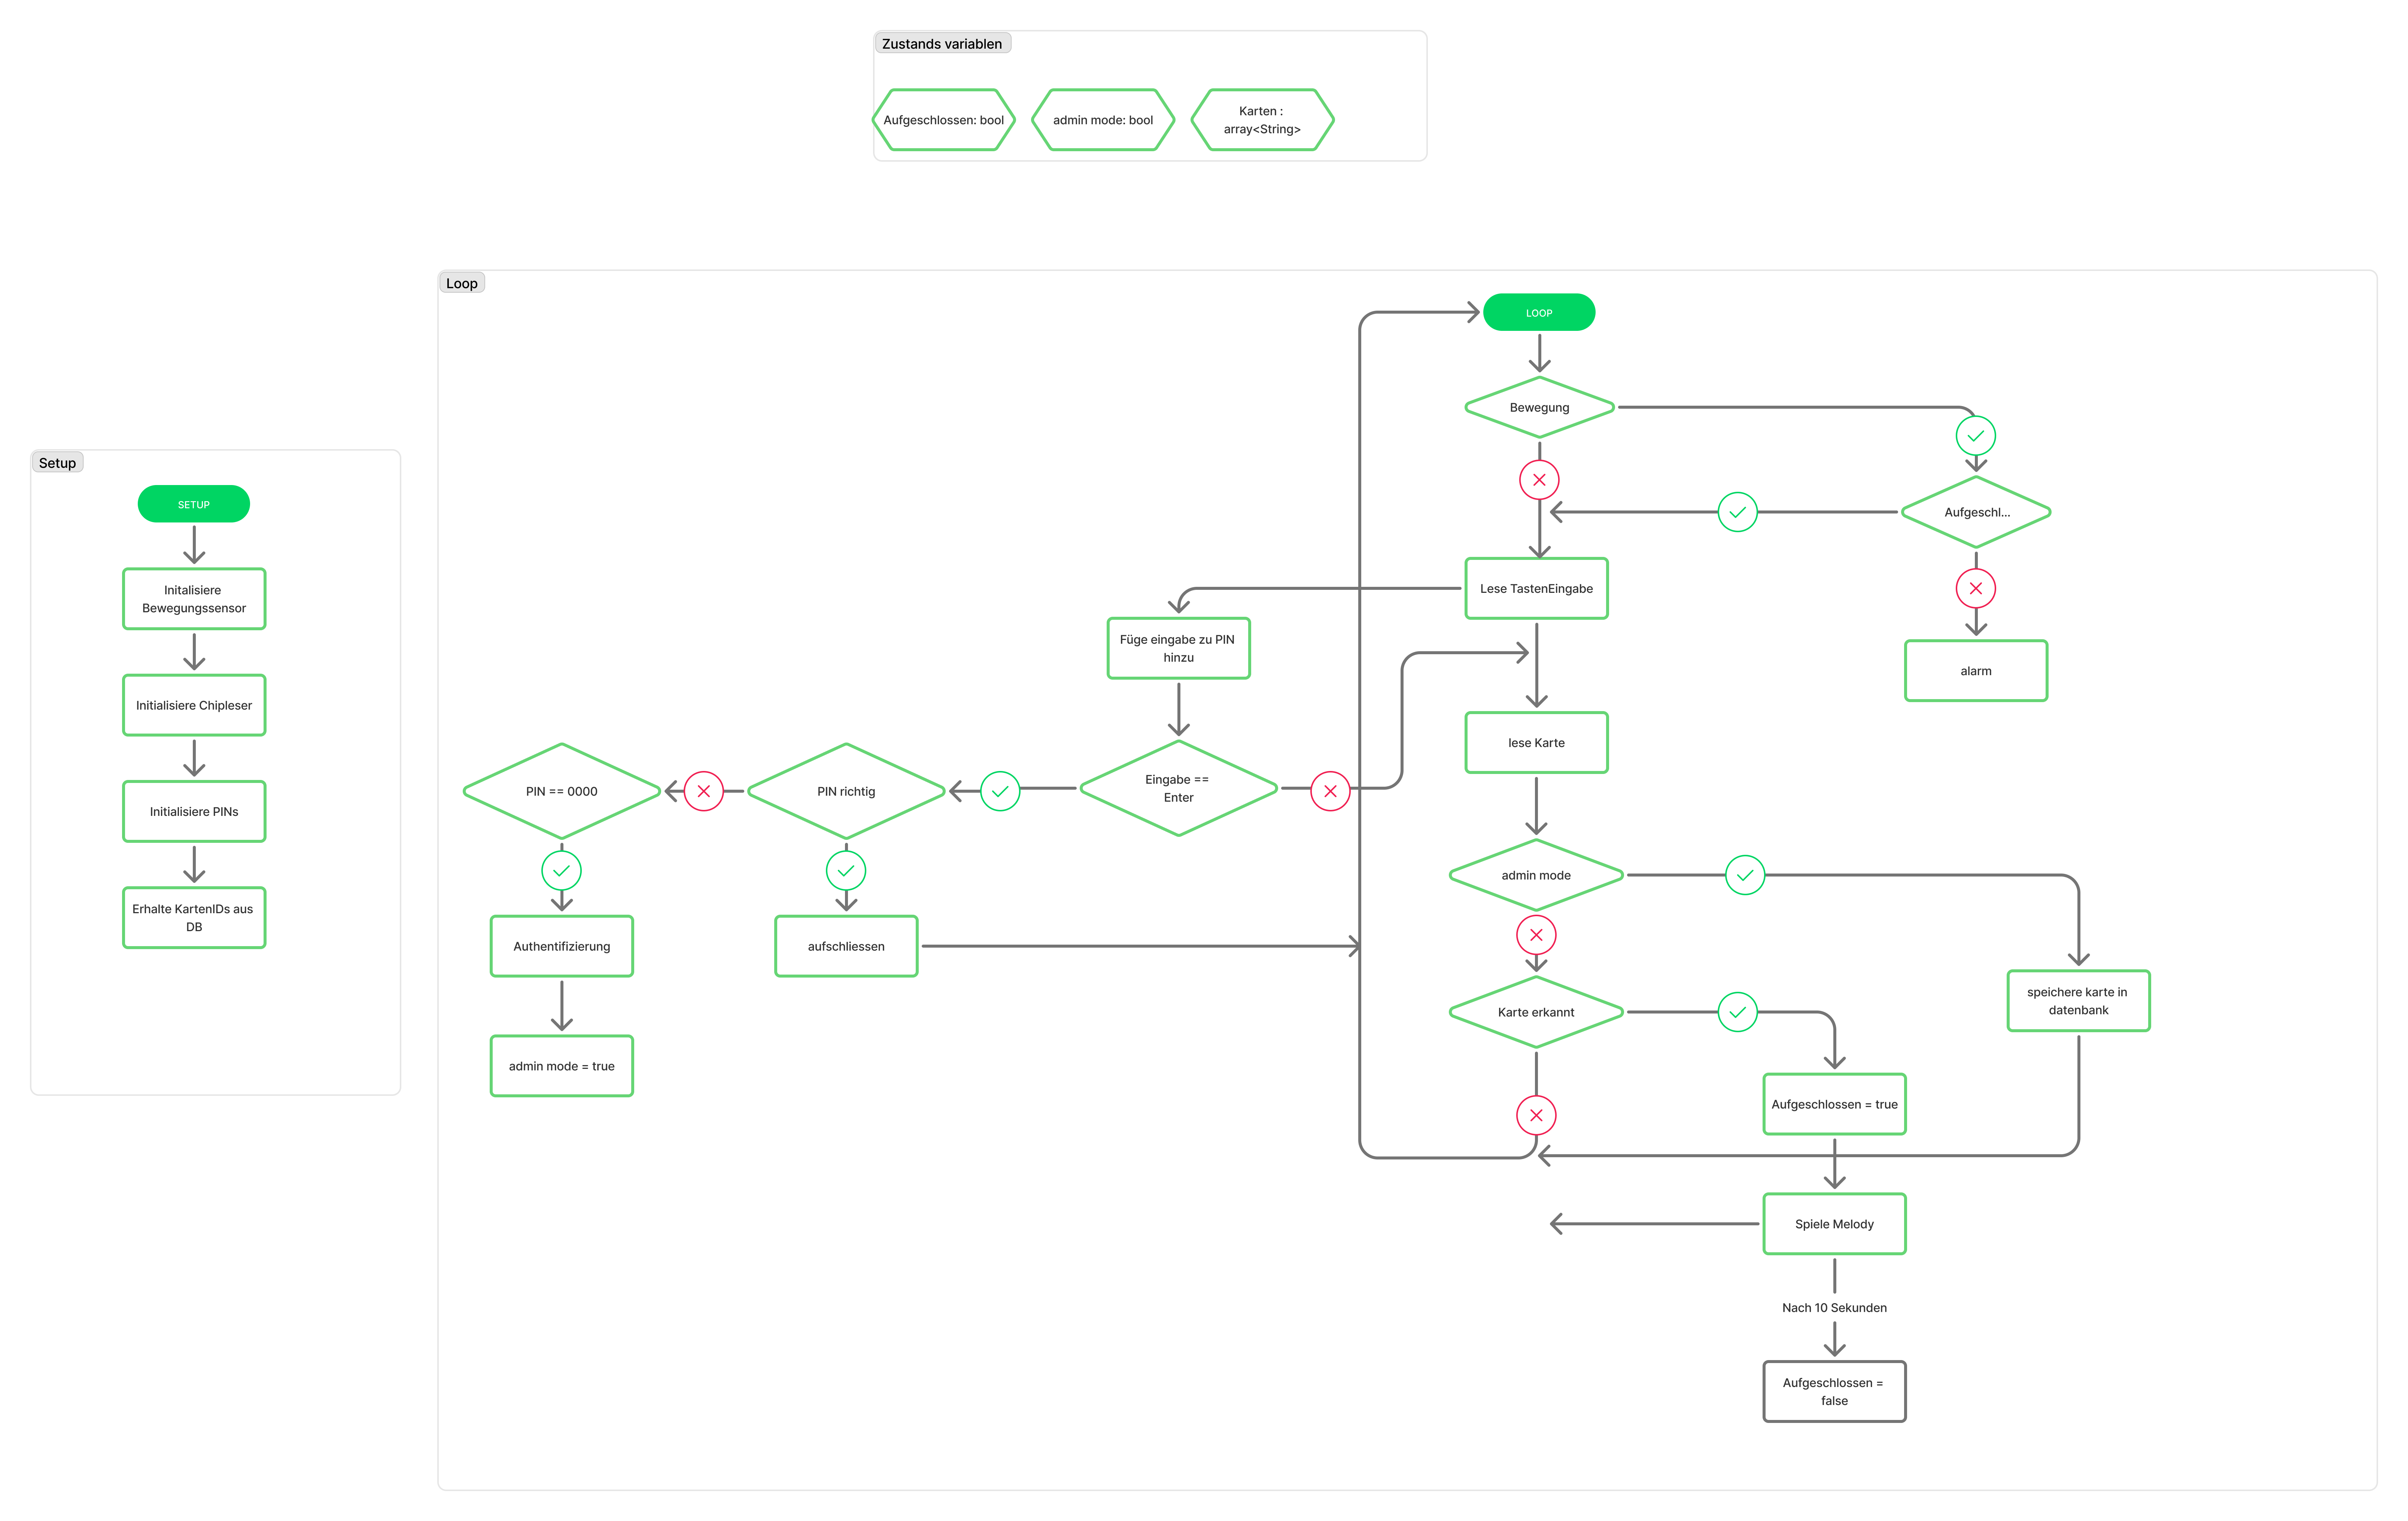 Zustands variablen
Aufgeschlossen: bool
admin mode: bool
Karten :
array<String>
Setup
SETUP
Initalisiere
Bewegungssensor
Initialisiere Chipleser
Initialisiere PINs
Erhalte KartenIDs aus
DB
Loop
LOOP
Bewegung
Aufgeschl...
Lese TastenEingabe
alarm
Füge eingabe zu PIN
hinzu
lese Karte
Eingabe ==
Enter
PIN richtig
PIN == 0000
admin mode
Authentifizierung
aufschliessen
admin mode = true
Karte erkannt
speichere karte in
datenbank
Aufgeschlossen = true
Spiele Melody
Nach 10 Sekunden
Aufgeschlossen =
false